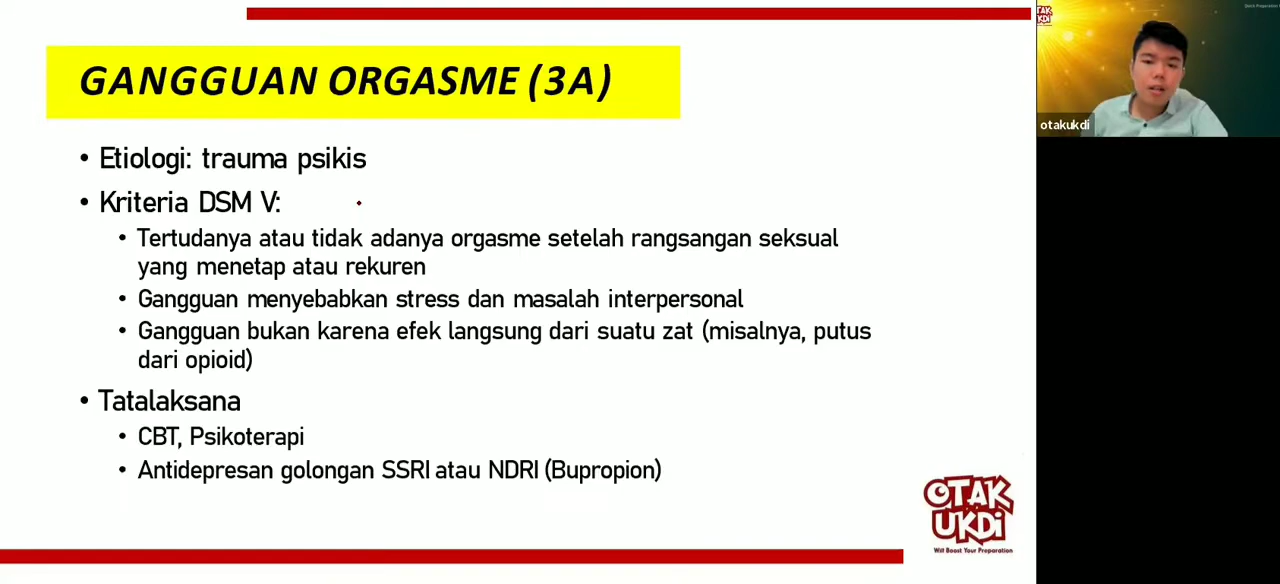 GANGGUAN ORGASME (3A)
• Etiologi: trauma psikis
• Kriteria DSM V:
• Tertudanya atau tidak adanya orgasme setelah rangsangan seksual
yang menetap atau rekuren
• Gangguan menyebabkan stress dan masalah interpersonal
• Gangguan bukan karena efek langsung dari suatu zat (misalnya, putus
dari opioid)
• Tatalaksana
• CBT, Psikoterapi
• Antidepresan golongan SSRI atau NDRI (Bupropion)
OTAK
UKDI
Will Boost Your Preparation
OTAK
UKDI
otakukdi